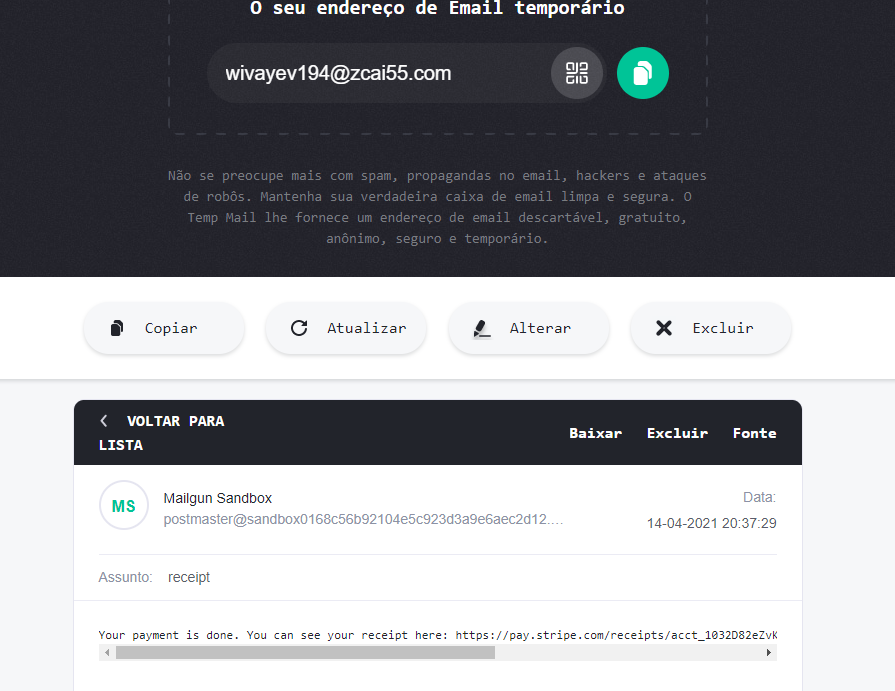 O seu endereço de Email temporário
wivayev194@zcai55.com
Não se preocupe mais com spam, propagandas no email, hackers e ataques
de robôs. Mantenha sua verdadeira caixa de email limpa e segura. O
Temp Mail lhe fornece um endereço de email descartável, gratuito,
anônimo, seguro e temporário.
Copiar Atualizar Alterar Excluir
VOLTAR PARA
LISTA
Baixar Excluir Fonte
MS
Mailgun Sandbox
postmaster@sandbox0168c56b92104e5c923d3a9e6aec2d12....
Data:
14-04-2021 20:37:29
Assunto: receipt
Your payment is done. You can see your receipt here: https://pay.stripe.com/receipts/acct_1032D82eZvK